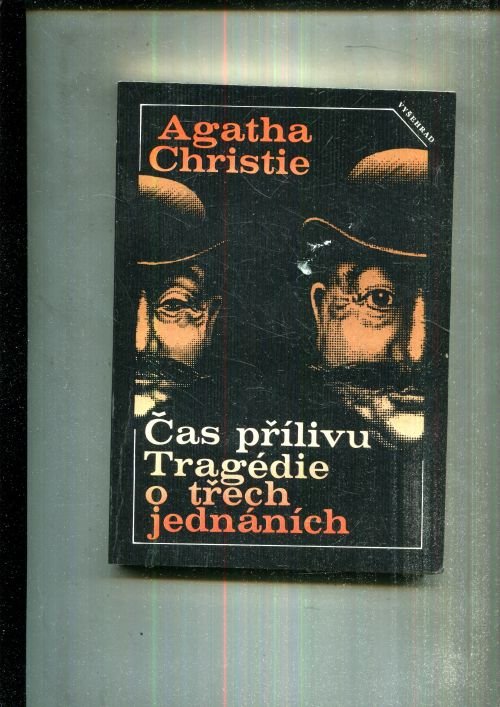 VYŠEHRAD
Agatha
Christie
Čas přílivu
Tragédie
o třech
jednáních